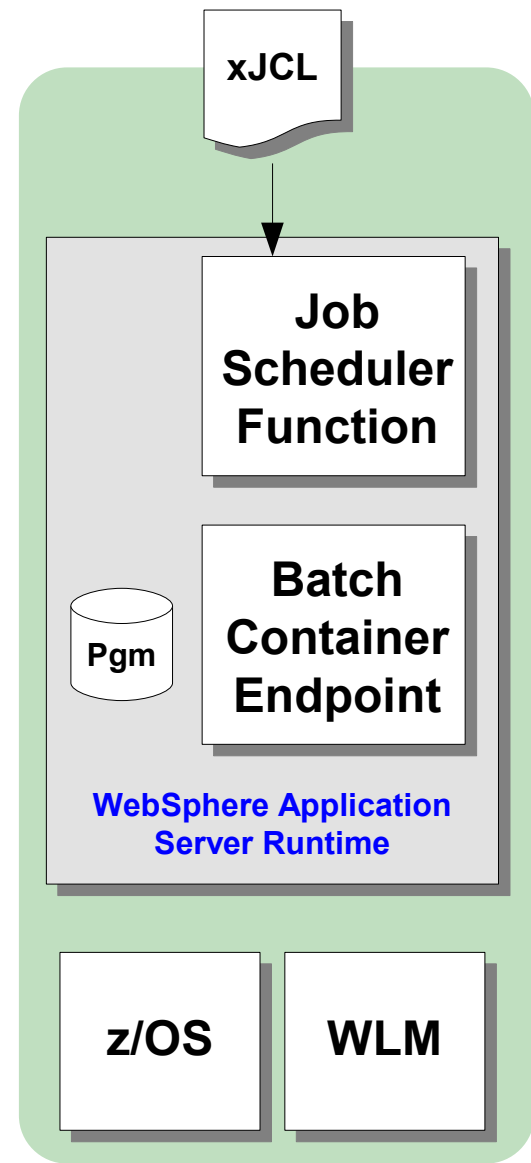 xJCL
Job
Scheduler
Function
Batch
Container
Endpoint
Pgm
WebSphere Application
Server Runtime
z/OS
WLM